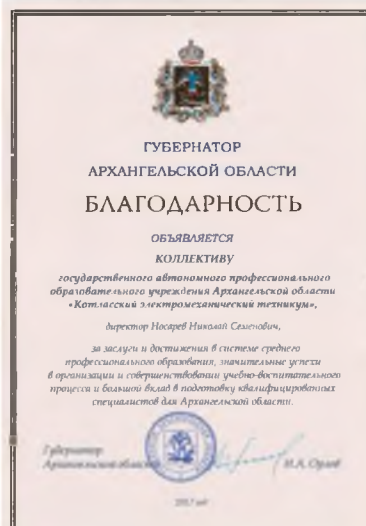 ГУБЕРНАТОР
АРХАНГЕЛЬСКОЙ ОБЛАСТИ
БЛАГОДАРНОСТЬ
ОБЪЯВЛЯЕТСЯ
КОЛЛЕКТИВУ
государственного автономного профессионального
образовательного учреждения Архангельской области
«Котласский электромеханический техникум»,
директор Носарев Николай Семенович,
за заслуги и достижения в системе среднего
профессионального образования, значительные успехи
в организации и совершенствовании учебно-воспитательного
процесса и большой вклад в подготовку квалифицированных
специалистов для Архангельской области.
Губернатор
Архангельской области
И.А. Орлов
2017 год